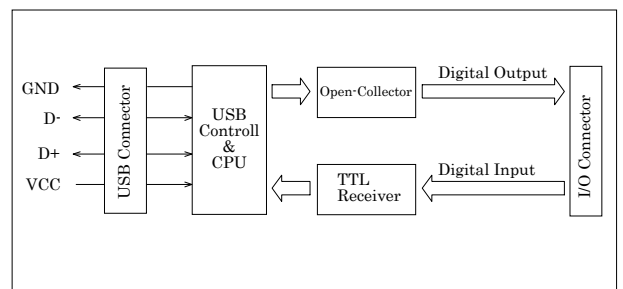 GND
D-
D+
VCC
USB Connector
USB
Controll
&
CPU
Open-Collector
Digital Output
TTL
Receiver
Digital Input
I/O Connector